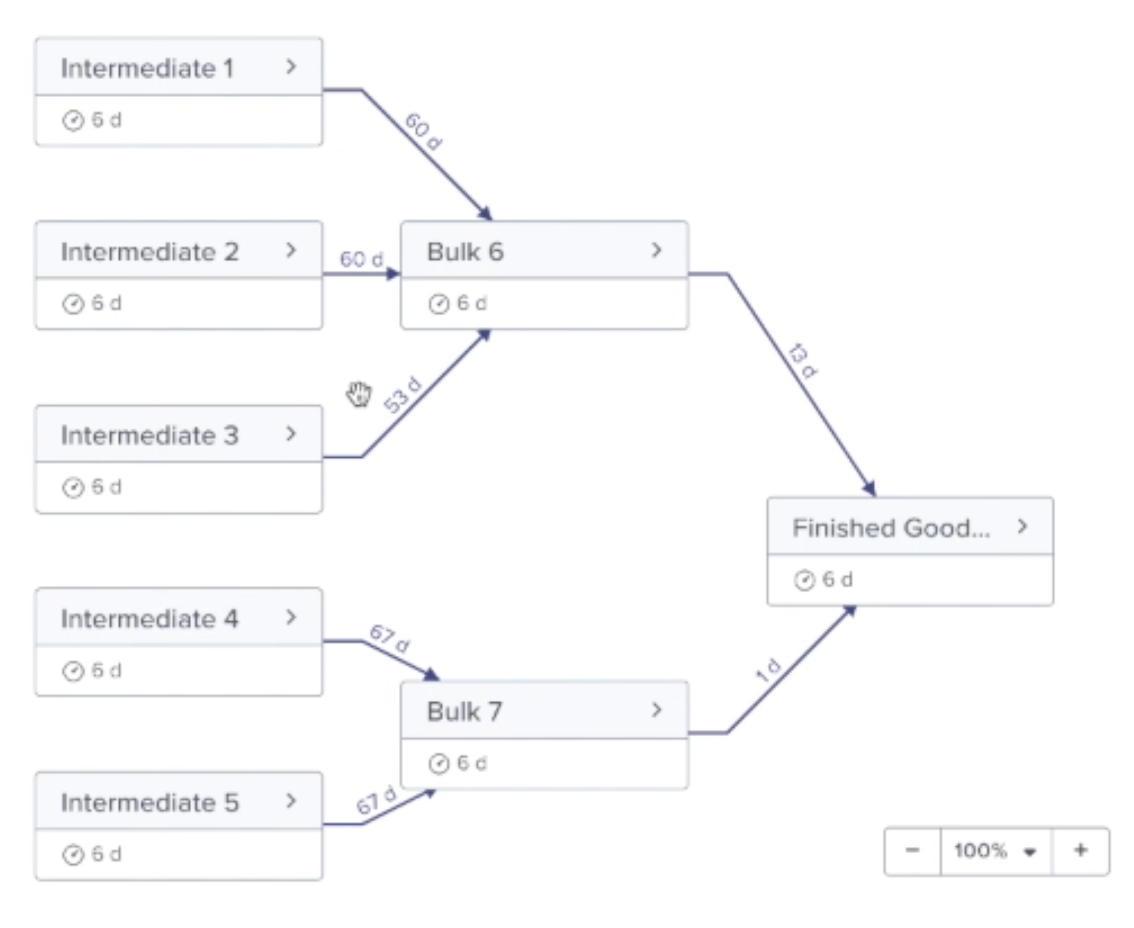 Intermediate 1
6 d
60 d
Intermediate 2
6 d
60 d
Bulk 6
6 d
13 d
Intermediate 3
6 d
53 d
Finished Good...
6 d
Intermediate 4
6 d
67 d
Bulk 7
6 d
1 d
Intermediate 5
6 d
67 d
− 100% +